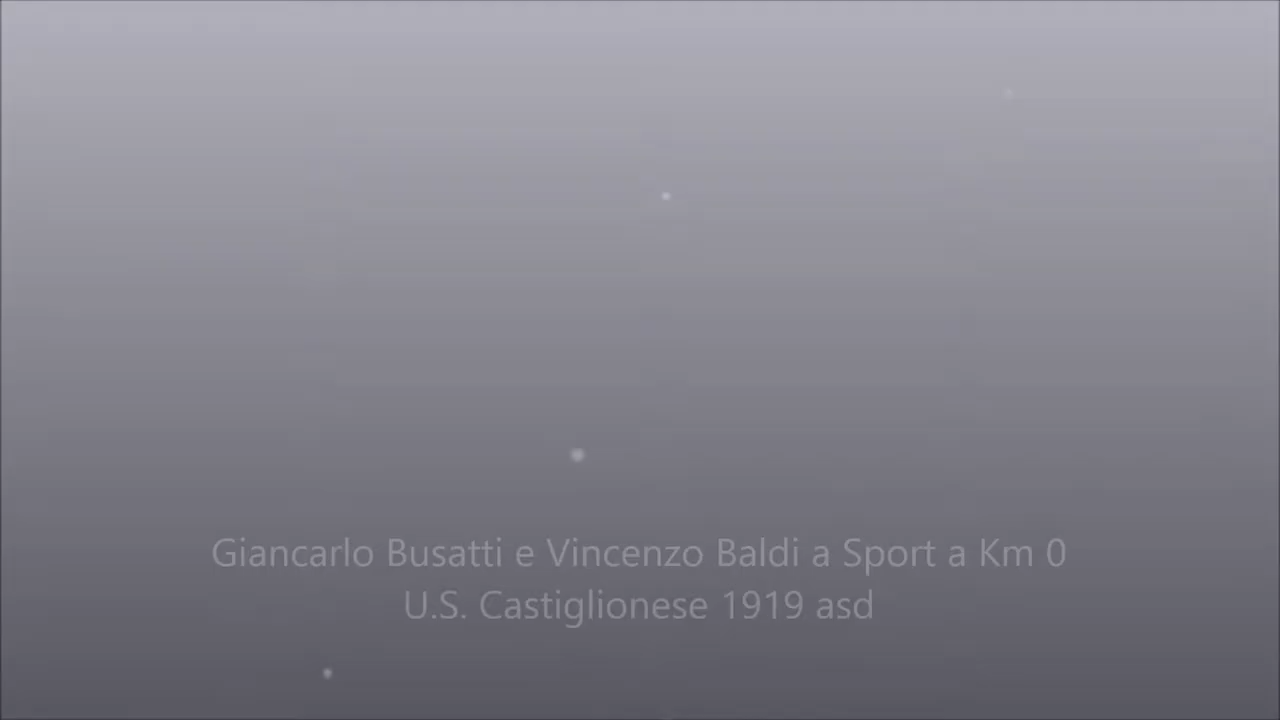 Giancarlo Busatti e Vincenzo Baldi a Sport a Km 0
U.S. Castiglionese 1919 asd